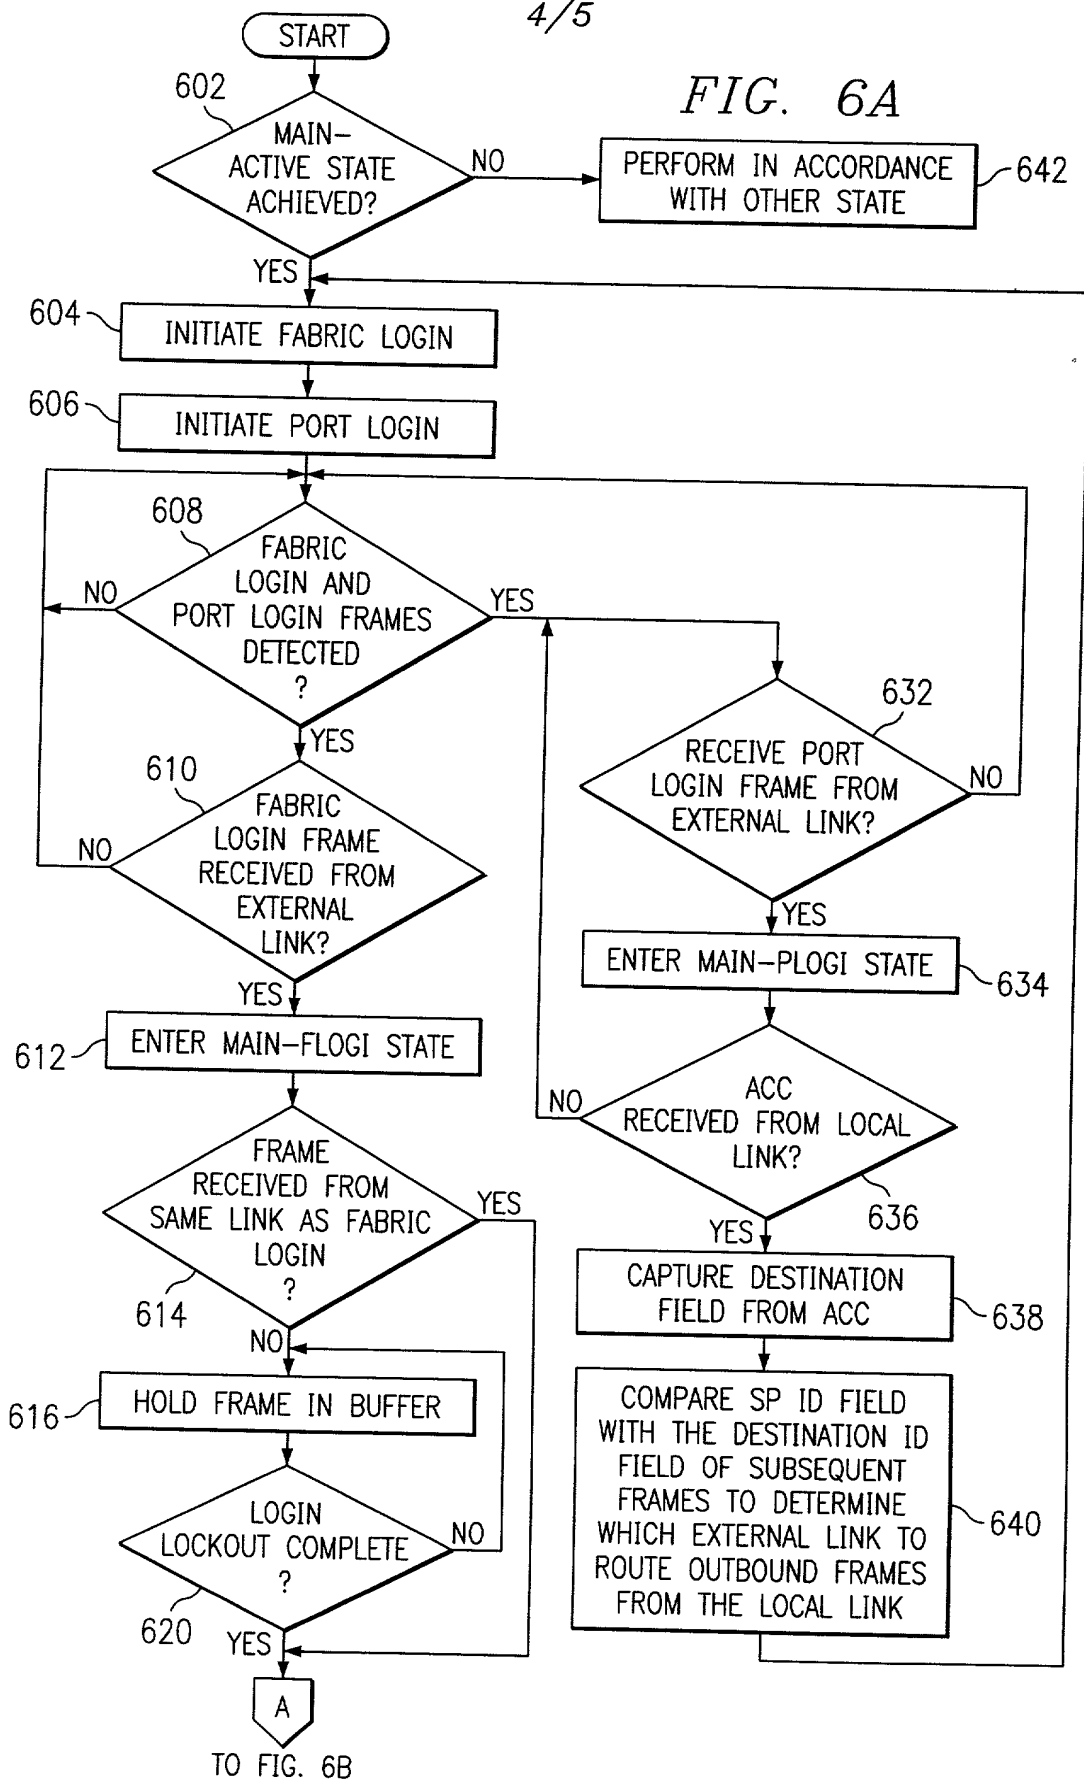 4/5
START
FIG. 6A
602
MAIN-
ACTIVE STATE
ACHIEVED?
NO
PERFORM IN ACCORDANCE
WITH OTHER STATE
642
YES
604
INITIATE FABRIC LOGIN
606
INITIATE PORT LOGIN
608
FABRIC
LOGIN AND
PORT LOGIN FRAMES
DETECTED
?
NO
YES
YES
610
FABRIC
LOGIN FRAME
RECEIVED FROM
EXTERNAL
LINK?
NO
YES
612
ENTER MAIN-FLOGI STATE
FRAME
RECEIVED FROM
SAME LINK AS FABRIC
LOGIN
?
YES
614
NO
616
HOLD FRAME IN BUFFER
LOGIN
LOCKOUT COMPLETE
?
NO
620
YES
A
TO FIG. 6B
632
RECEIVE PORT
LOGIN FRAME FROM
EXTERNAL LINK?
NO
YES
ENTER MAIN-PLOGI STATE
634
ACC
RECEIVED FROM LOCAL
LINK?
NO
636
YES
CAPTURE DESTINATION
FIELD FROM ACC
638
COMPARE SP ID FIELD
WITH THE DESTINATION ID
FIELD OF SUBSEQUENT
FRAMES TO DETERMINE
WHICH EXTERNAL LINK TO
ROUTE OUTBOUND FRAMES
FROM THE LOCAL LINK
640